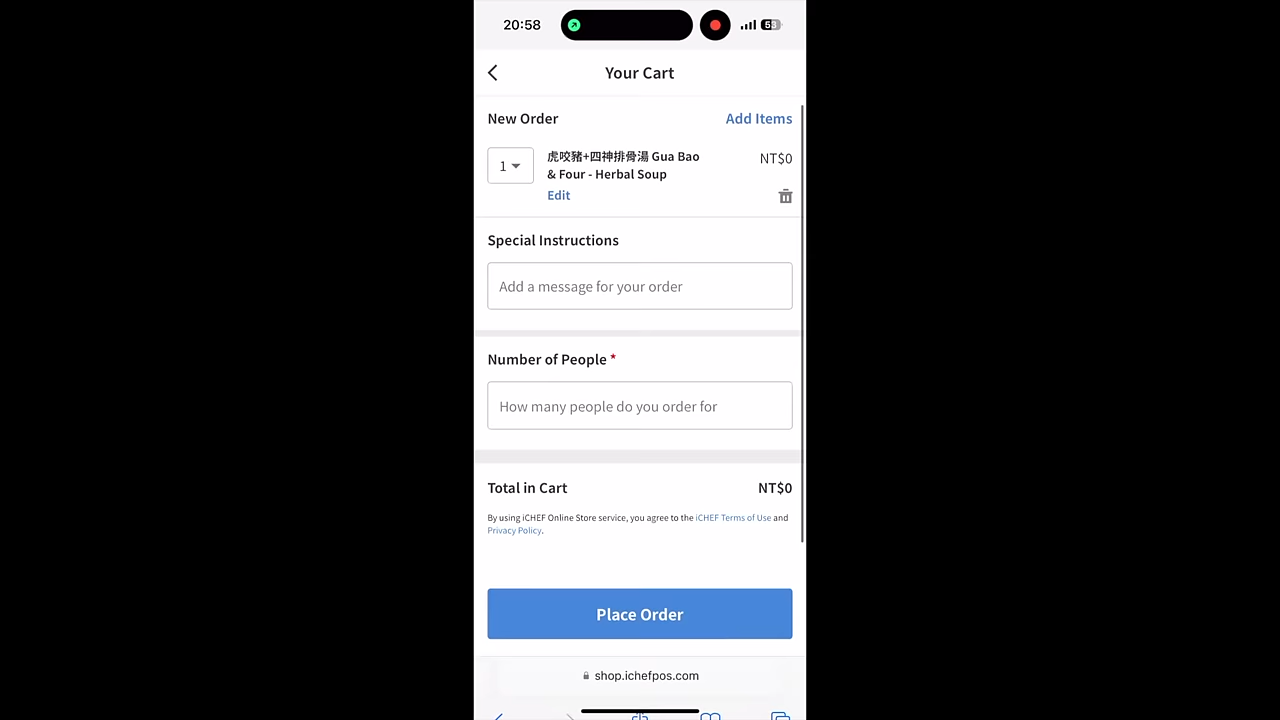 20:58
53
Your Cart
New Order
Add Items
1
虎咬豬+四神排骨湯 Gua Bao
& Four - Herbal Soup
NT$0
Edit
Special Instructions
Add a message for your order
Number of People *
How many people do you order for
Total in Cart
NT$0
By using iCHEF Online Store service, you agree to the iCHEF Terms of Use and
Privacy Policy.
Place Order
shop.ichefpos.com